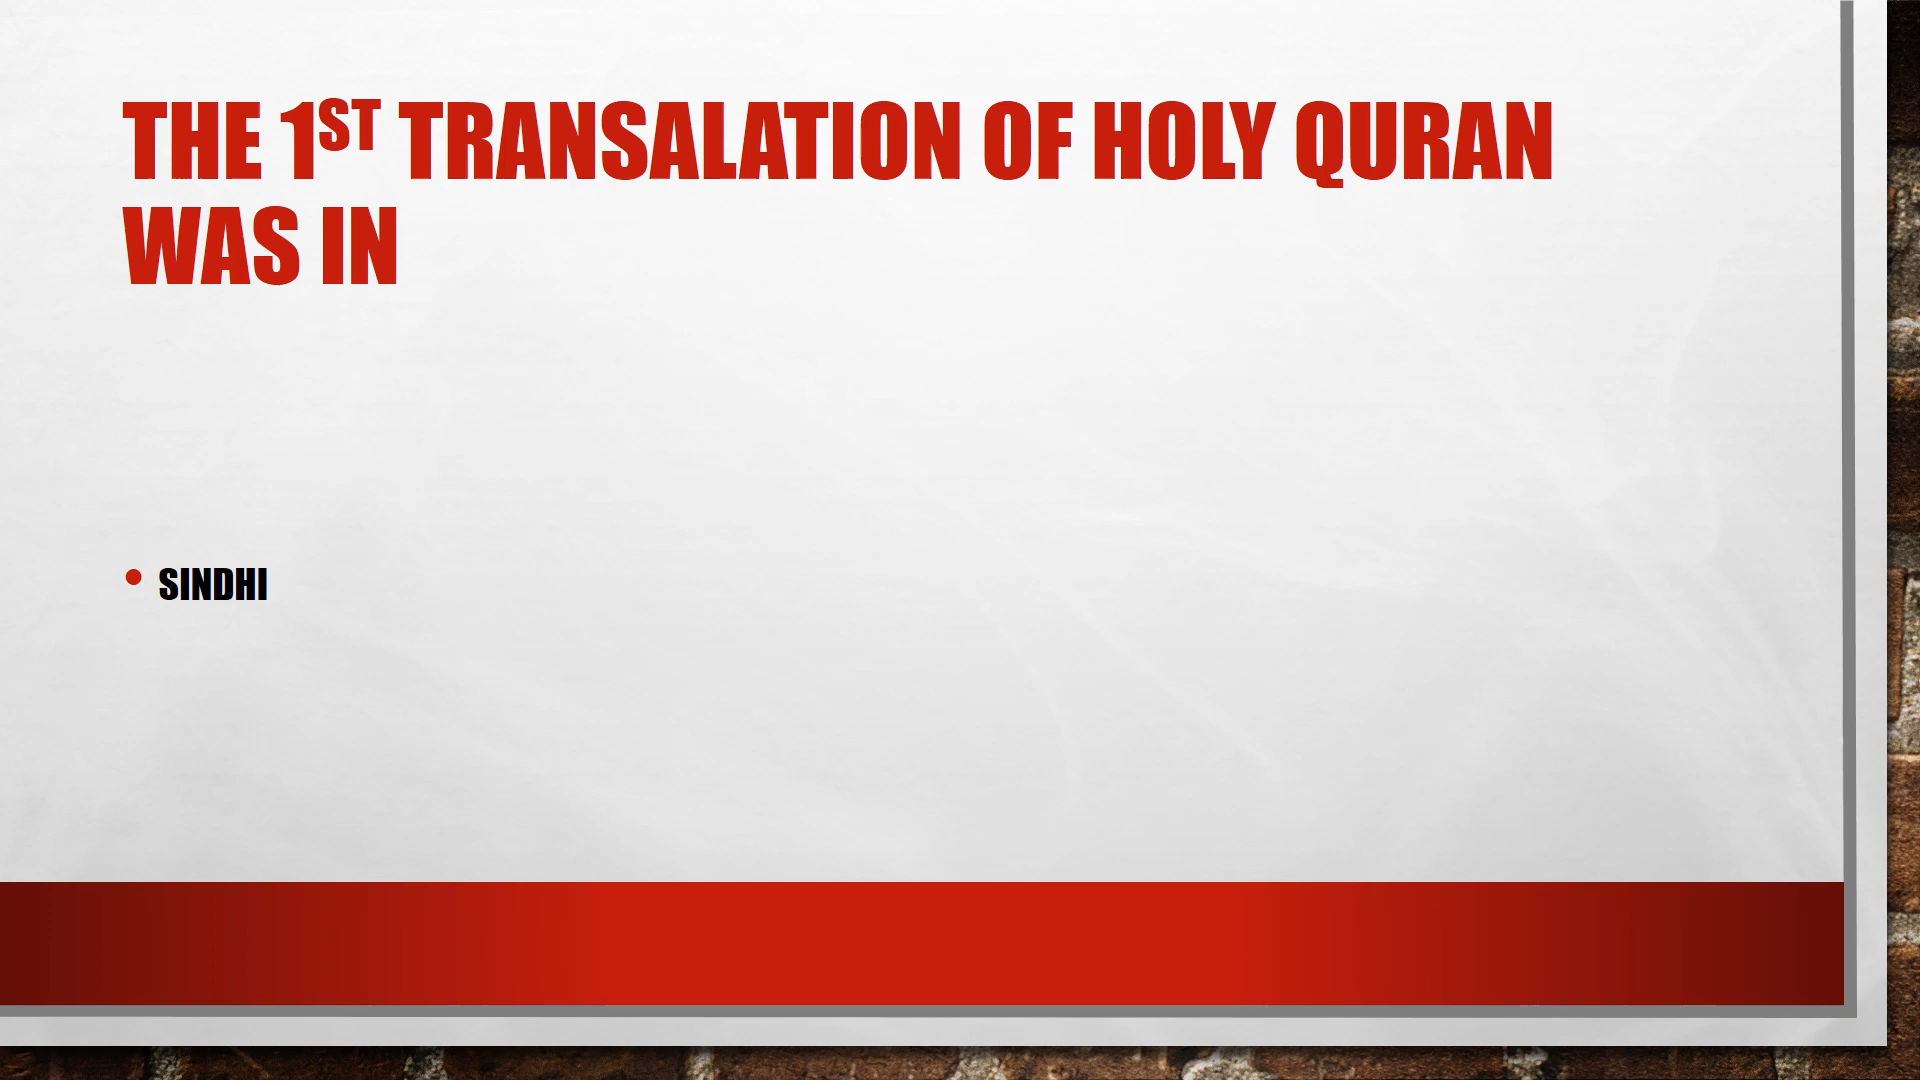 THE 1ST TRANSALATION OF HOLY QURAN
WAS IN
• SINDHI